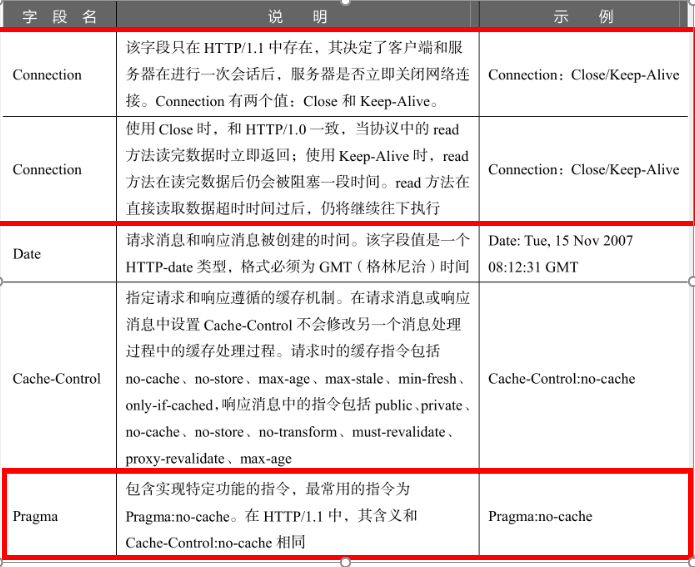 字 段 名 说 明 示 例
Connection
该字段只在 HTTP/1.1 中存在，其决定了客户端和服
务器在进行一次会话后，服务器是否立即关闭网络连
接。Connection 有两个值：Close 和 Keep-Alive。
Connection：Close/Keep-Alive
Connection
使用 Close 时，和 HTTP/1.0 一致，当协议中的 read
方法读完数据时立即返回；使用 Keep-Alive 时，read
方法在读完数据后仍会被阻塞一段时间。read 方法在
直接读取数据超时时间过后，仍将继续往下执行
Connection：Close/Keep-Alive
Date
请求消息和响应消息被创建的时间。该字段值是一个
HTTP-date 类型，格式必须为 GMT（格林尼治）时间
Date: Tue, 15 Nov 2007
08:12:31 GMT
Cache-Control
指定请求和响应遵循的缓存机制。在请求消息或响应
消息中设置 Cache-Control 不会修改另一个消息处理
过程中的缓存处理过程。请求时的缓存指令包括
no-cache、no-store、max-age、max-stale、min-fresh、
only-if-cached，响应消息中的指令包括 public、private、
no-cache、no-store、no-transform、must-revalidate、
proxy-revalidate、max-age
Cache-Control:no-cache
Pragma
包含实现特定功能的指令，最常用的指令为
Pragma:no-cache。在 HTTP/1.1 中，其含义和
Cache-Control:no-cache 相同
Pragma:no-cache